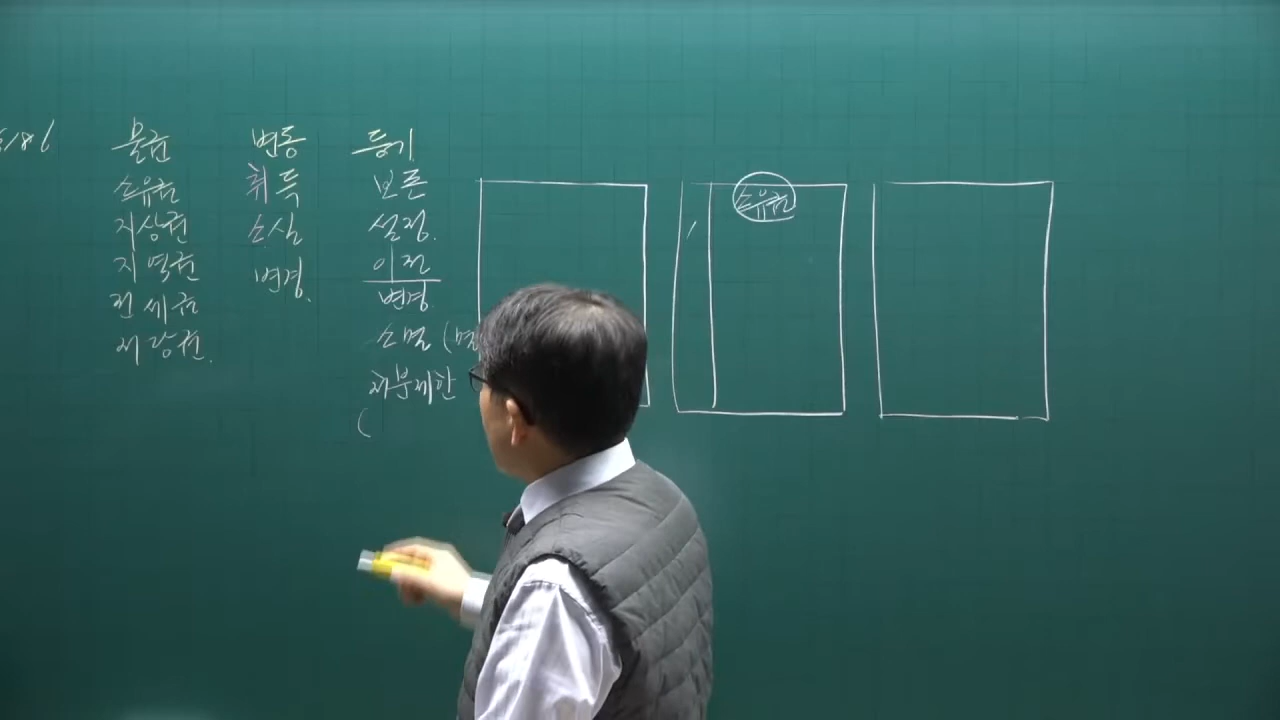 186
물권
소유권
지상권
지역권
전세권
저당권.
변동
취득
소실
변경.
등기
보존
설정.
이전
변경.
소멸 (
처분제한
(
소유권